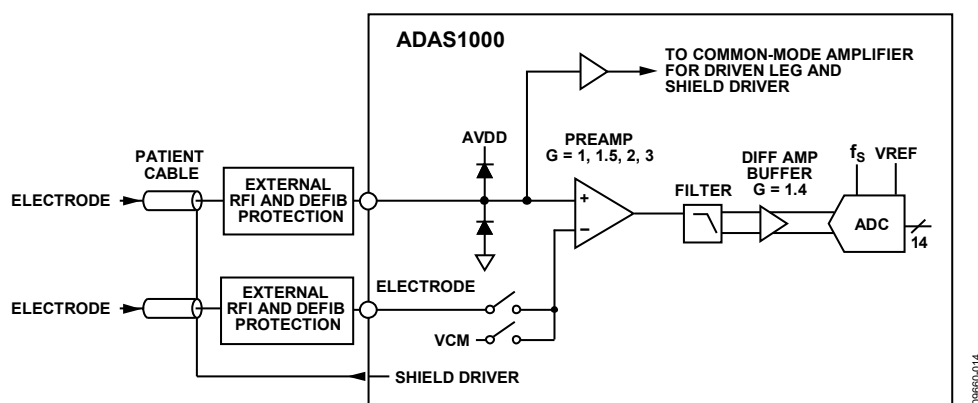 ADAS1000
TO COMMON-MODE AMPLIFIER
FOR DRIVEN LEG AND
SHIELD DRIVER
AVDD
PREAMP
G = 1, 1.5, 2, 3
PATIENT
CABLE
DIFF AMP
BUFFER
G = 1.4
fS VREF
ELECTRODE
EXTERNAL
RFI AND DEFIB
PROTECTION
+
–
FILTER
ADC
14
ELECTRODE
EXTERNAL
RFI AND DEFIB
PROTECTION
ELECTRODE
VCM
SHIELD DRIVER
09660-014